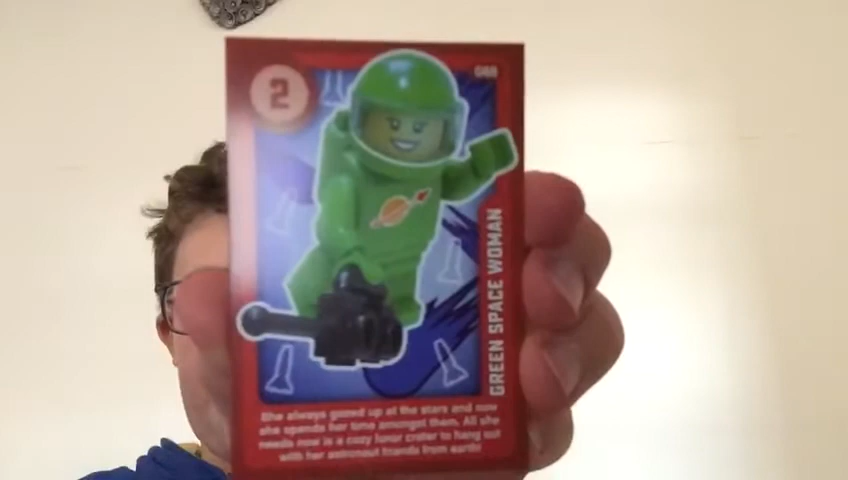 2
GREEN SPACE WOMAN
She always gazed up at the stars and now
she spends her time amongst them. All she
needs now is a cozy lunar crater to hang out
with her astronaut friends from earth!